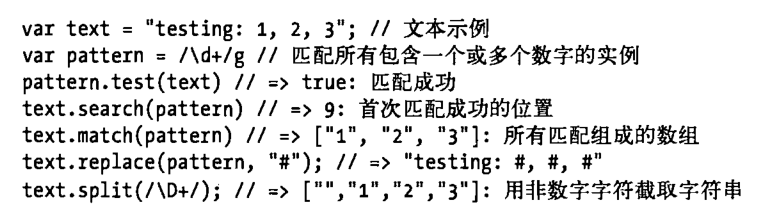 var text = "testing: 1, 2, 3"; // 文本示例
var pattern = /\d+/g // 匹配所有包含一个或多个数字的实例
pattern.test(text) // => true: 匹配成功
text.search(pattern) // => 9: 首次匹配成功的位置
text.match(pattern) // => ["1", "2", "3"]: 所有匹配组成的数组
text.replace(pattern, "#"); // => "testing: #, #, #"
text.split(/\D+/); // => ["","1","2","3"]: 用非数字字符截取字符串